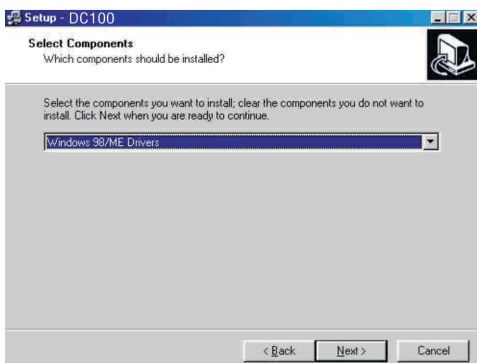 Setup - DC100
Select Components
Which components should be installed?
Select the components you want to install; clear the components you do not want to
install. Click Next when you are ready to continue.
Windows 98/ME Drivers
< Back
Next >
Cancel